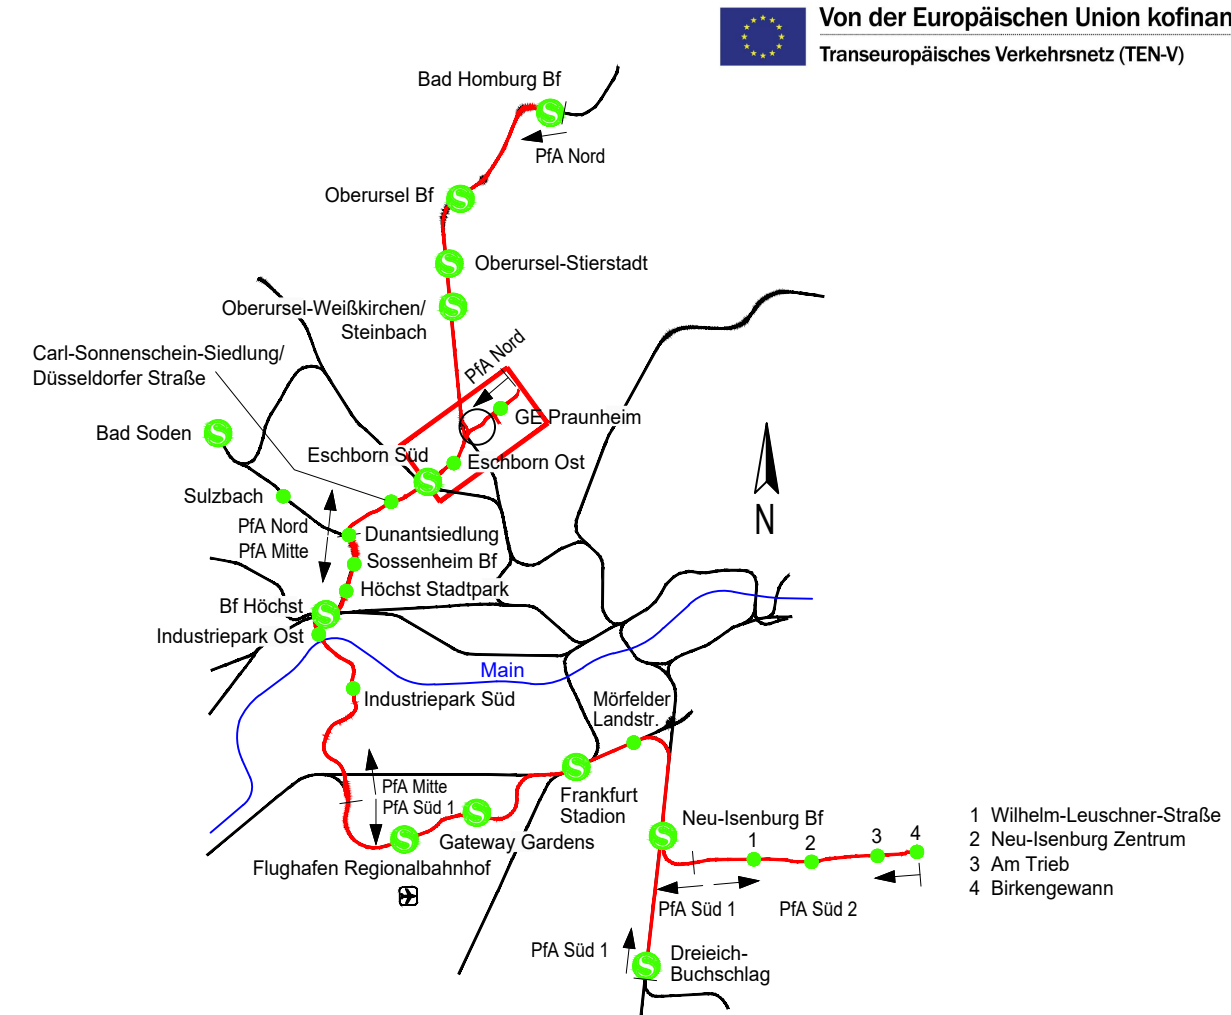 Von der Europäischen Union kofinan
Transeuropäisches Verkehrsnetz (TEN-V)
Bad Homburg Bf
PfA Nord
Oberursel Bf
Oberursel-Stierstadt
Oberursel-Weißkirchen/
Steinbach
Carl-Sonnenschein-Siedlung/
Düsseldorfer Straße
PfA Nord
GE Praunheim
Bad Soden
Eschborn Süd
Eschborn Ost
Sulzbach
PfA Nord
PfA Mitte
Dunantsiedlung
Sossenheim Bf
Höchst Stadtpark
Bf Höchst
Industriepark Ost
N
Main
Industriepark Süd
Mörfelder
Landstr.
PfA Mitte
PfA Süd 1
Frankfurt
Stadion
Gateway Gardens
Flughafen Regionalbahnhof
Neu-Isenburg Bf
1
2
3
4
1 Wilhelm-Leuschner-Straße
2 Neu-Isenburg Zentrum
3 Am Trieb
4 Birkengewann
PfA Süd 1
PfA Süd 2
PfA Süd 1
Dreieich-
Buchschlag